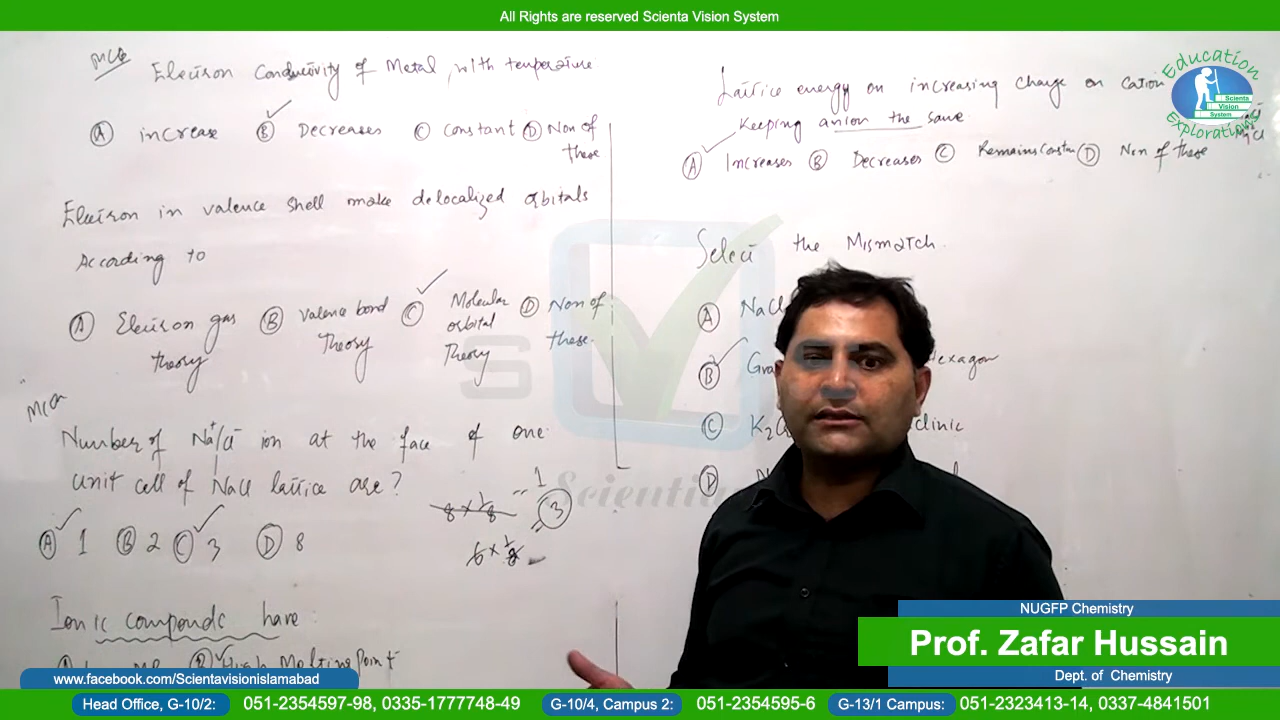 All Rights are reserved Scienta Vision System
MCQ
Electron Conductivity of Metal, with temperature
A increase B Decreases C Constant D Non of these
Electron in valence shell make delocalized orbitals
According to
A Electron gas theory B valence bond Theory C Molecular orbital Theory D Non of these.
MCQ
Number of Na+/Cl- ion at the face of one
unit cell of NaCl lattice are?
8 × 1/8 = 1
3
6 ×
A 1 B 2 C 3 D 8
Ionic compounds have
High Melting Point
Lattice energy on increasing charge on cation
Keeping anion the same
A Increases B Decreases C Remains Constan D Non of these
Select the Mismatch.
A NaCl
B Gra Hexagon
C clinic
D
Education
Explorations
Scienta
Vision
System
Scienti
NUGFP Chemistry
Prof. Zafar Hussain
Dept. of Chemistry
www.facebook.com/Scientavisionislamabad
Head Office, G-10/2: 051-2354597-98, 0335-1777748-49 G-10/4, Campus 2: 051-2354595-6 G-13/1 Campus: 051-2323413-14, 0337-4841501